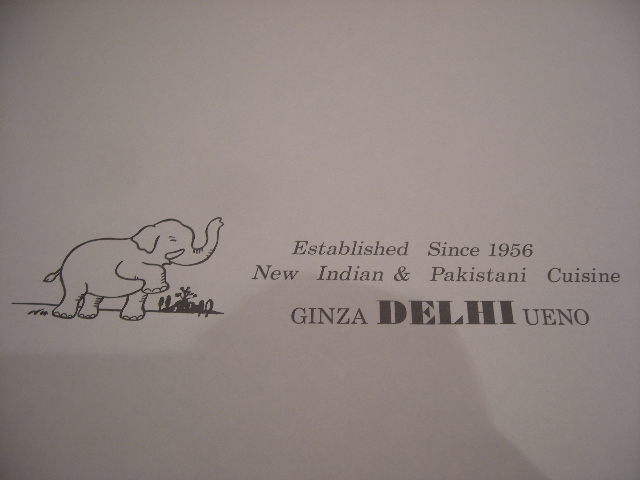 Established Since 1956
New Indian & Pakistani Cuisine
GINZA DELHI UENO